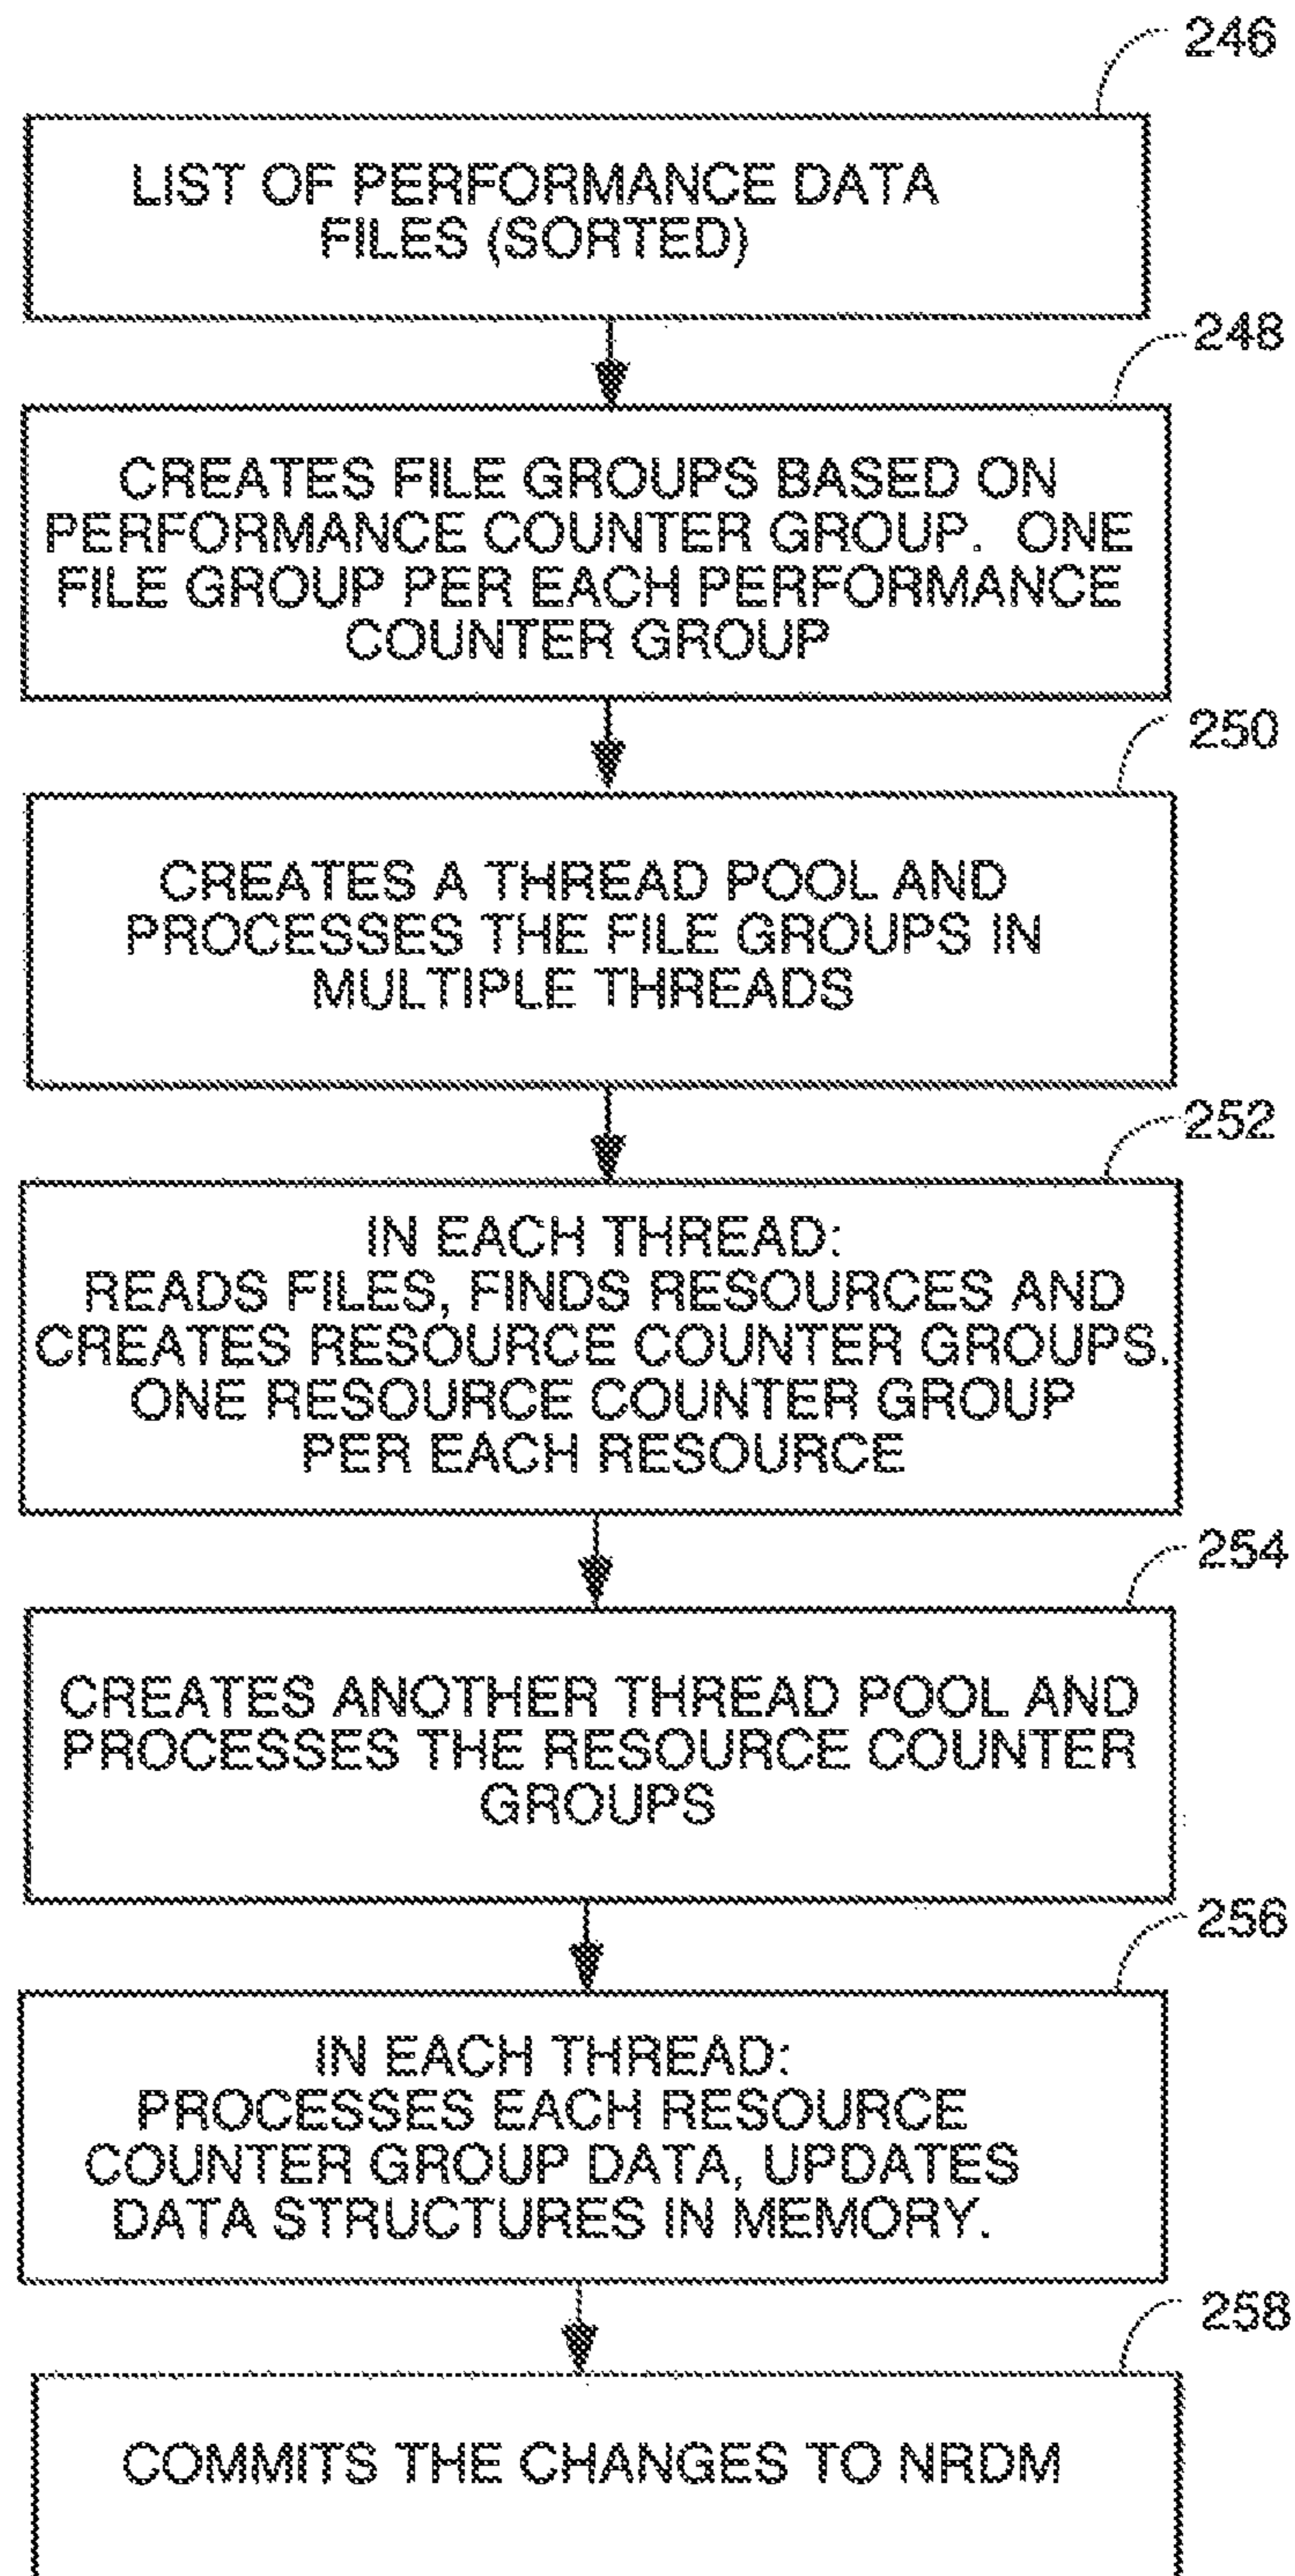 246
LIST OF PERFORMANCE DATA
FILES (SORTED)
248
CREATES FILE GROUPS BASED ON
PERFORMANCE COUNTER GROUP. ONE
FILE GROUP PER EACH PERFORMANCE
COUNTER GROUP
250
CREATES A THREAD POOL AND
PROCESSES THE FILE GROUPS IN
MULTIPLE THREADS
252
IN EACH THREAD:
READS FILES, FINDS RESOURCES AND
CREATES RESOURCE COUNTER GROUPS.
ONE RESOURCE COUNTER GROUP
PER EACH RESOURCE
254
CREATES ANOTHER THREAD POOL AND
PROCESSES THE RESOURCE COUNTER
GROUPS
256
IN EACH THREAD:
PROCESSES EACH RESOURCE
COUNTER GROUP DATA, UPDATES
DATA STRUCTURES IN MEMORY.
258
COMMITS THE CHANGES TO NRDM